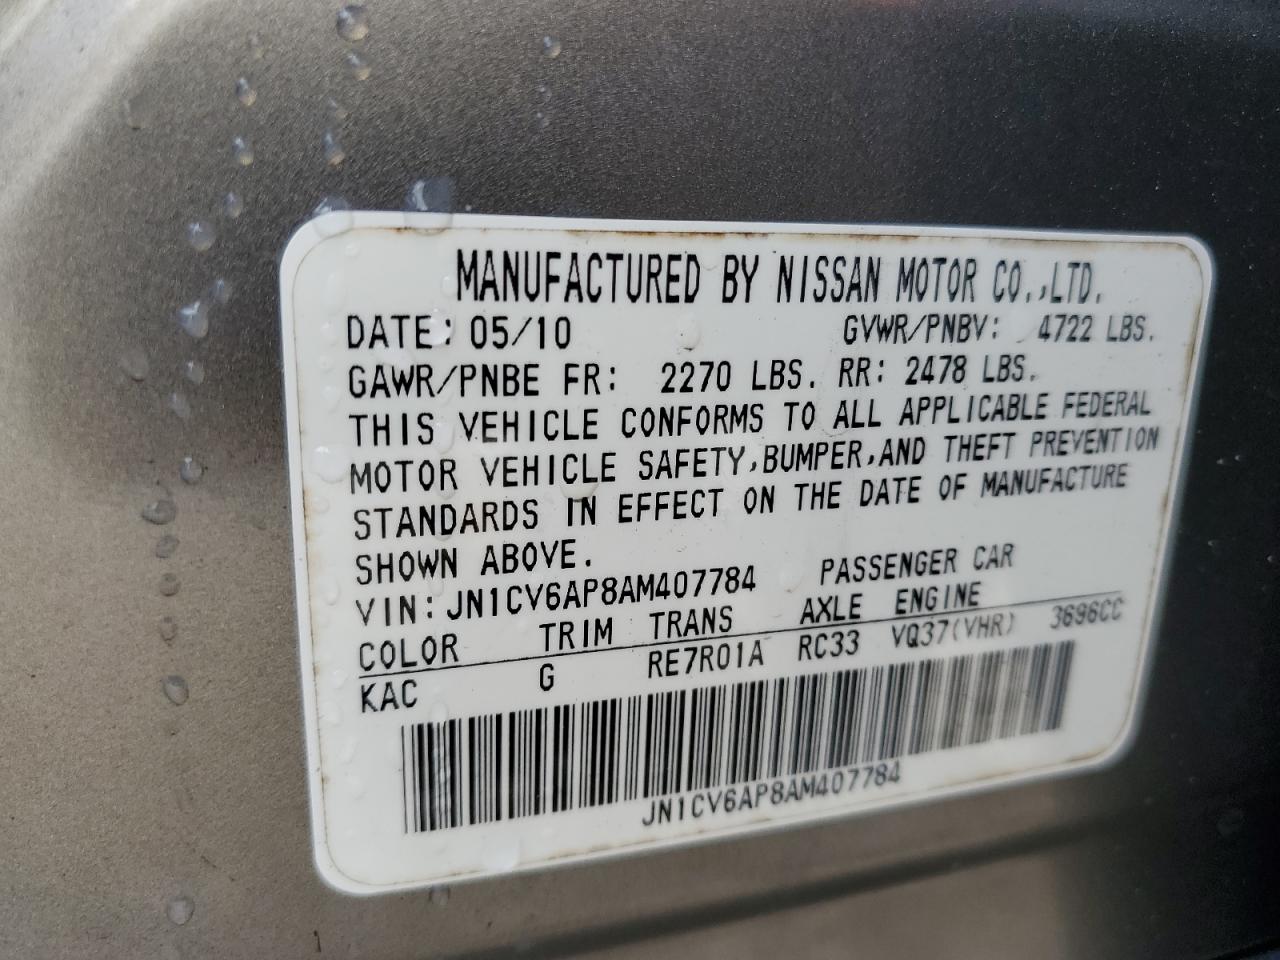 MANUFACTURED BY NISSAN MOTOR CO.,LTD.
DATE: 05/10 GVWR/PNBV: 4722 LBS.
GAWR/PNBE FR: 2270 LBS. RR: 2478 LBS.
THIS VEHICLE CONFORMS TO ALL APPLICABLE FEDERAL
MOTOR VEHICLE SAFETY,BUMPER,AND THEFT PREVENTION
STANDARDS IN EFFECT ON THE DATE OF MANUFACTURE
SHOWN ABOVE.
VIN: JN1CV6AP8AM407784 PASSENGER CAR
COLOR TRIM TRANS AXLE ENGINE
KAC G RE7R01A RC33 VQ37(VHR) 3696CC
JN1CV6AP8AM407784